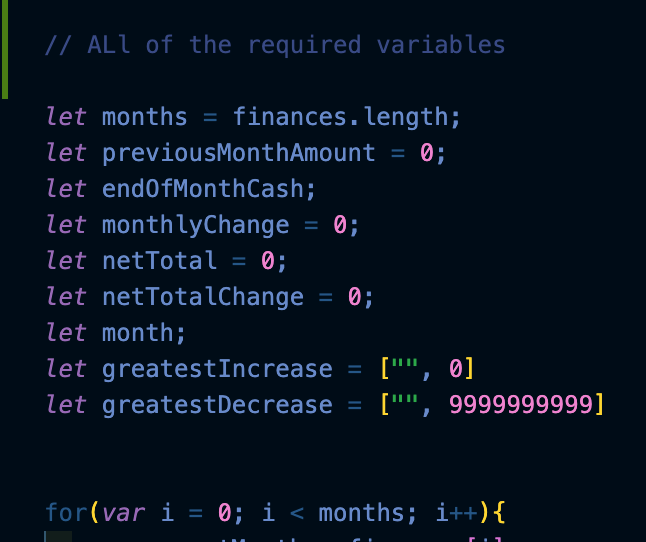 // ALl of the required variables
let months = finances.length;
let previousMonthAmount = 0;
let endOfMonthCash;
let monthlyChange = 0;
let netTotal = 0;
let netTotalChange = 0;
let month;
let greatestIncrease = ["", 0]
let greatestDecrease = ["", 9999999999]
for(var i = 0; i < months; i++){